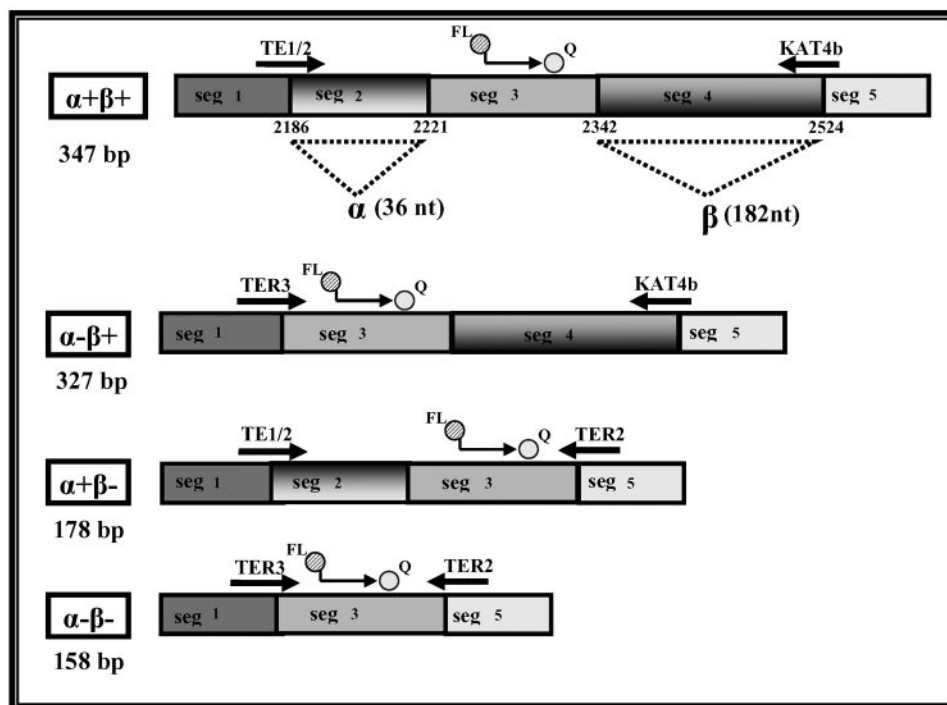 FL
Q
TE1/2
KAT4b
α+β+
seg 1
seg 2
seg 3
seg 4
seg 5
2186
2221
2342
2524
347 bp
α (36 nt)
β (182nt)
FL
Q
TER3
KAT4b
α-β+
seg 1
seg 3
seg 4
seg 5
327 bp
FL
Q
TE1/2
TER2
α+β-
seg 1
seg 2
seg 3
seg 5
178 bp
FL
Q
TER3
TER2
α-β-
seg 1
seg 3
seg 5
158 bp